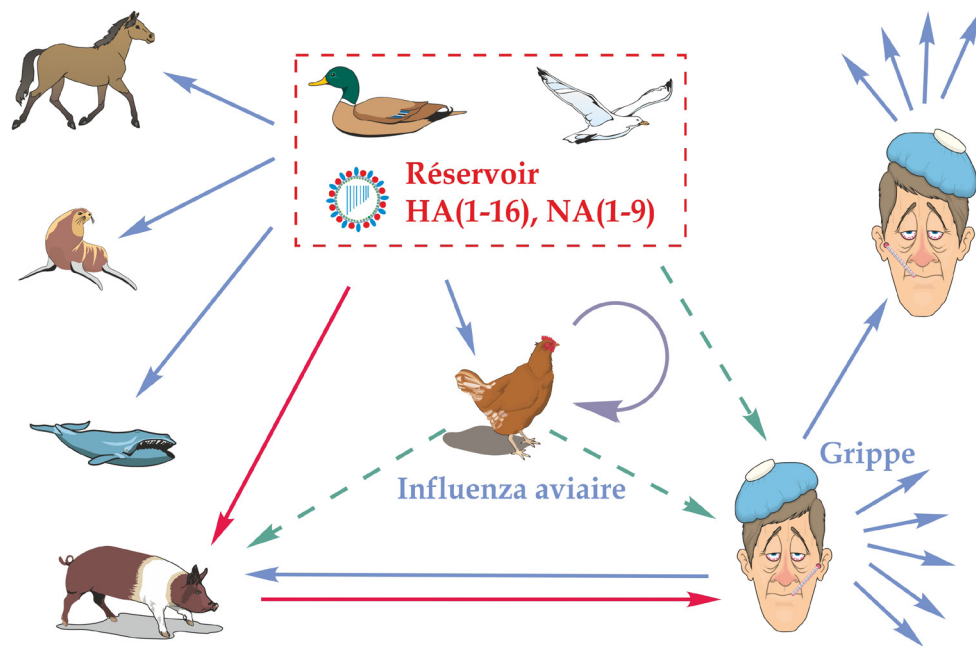 Réservoir
HA(1-16), NA(1-9)
Grippe
Influenza aviaire